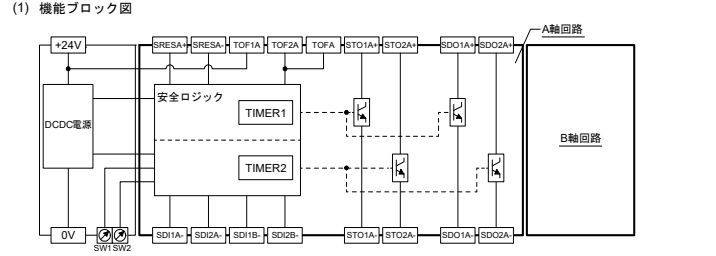 (1) 機能ブロック図
A軸回路
+24V
SRESA+
SRESA-
TOF1A
TOF2A
TOFA
STO1A+
STO2A+
SDO1A+
SDO2A+
安全ロジック
TIMER1
DCDC電源
B軸回路
TIMER2
0V
SW1 SW2
SDI1A-
SDI2A-
SDI1B-
SDI2B-
STO1A-
STO2A-
SDO1A-
SDO2A-